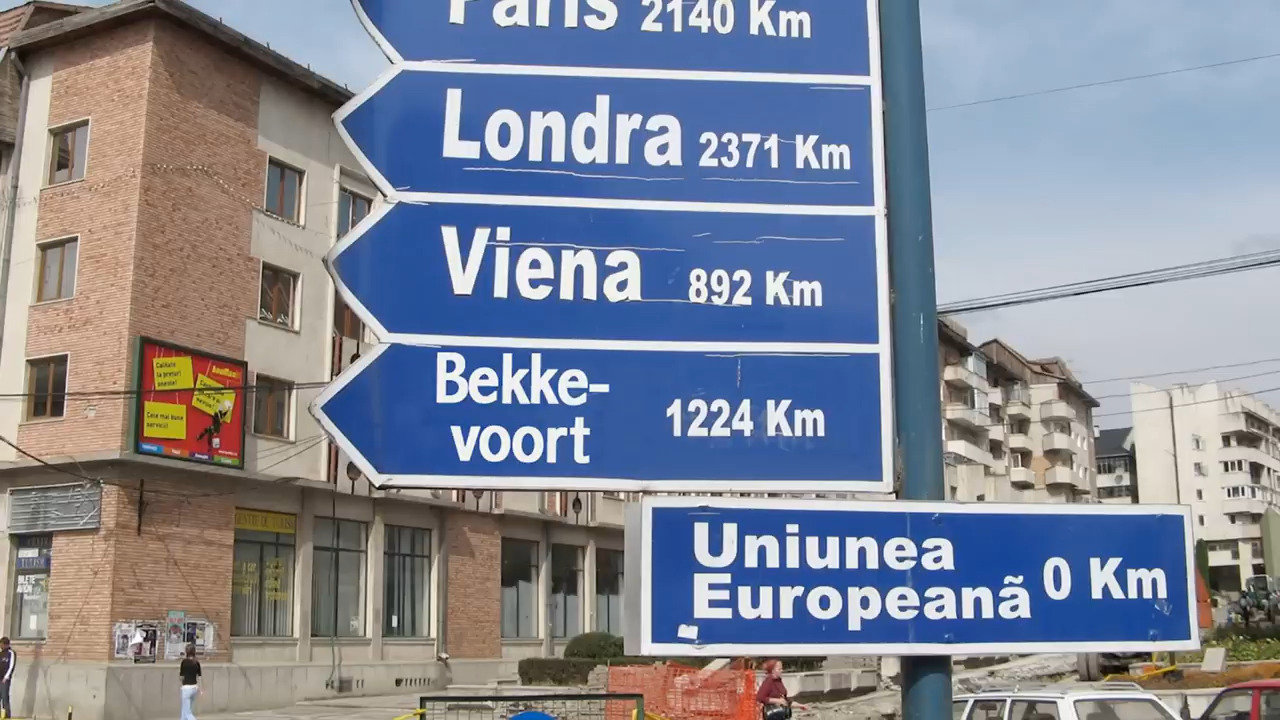 Paris 2140 Km
Londra 2371 Km
Viena 892 Km
Bekke-
voort 1224 Km
Uniunea
Europeanã 0 Km